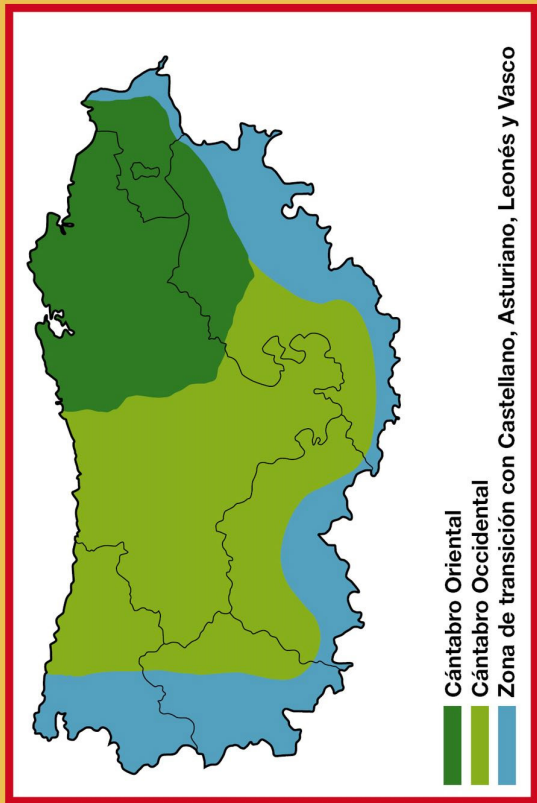 Cántabro Oriental
Cántabro Occidental
Zona de transición con Castellano, Asturiano, Leonés y Vasco